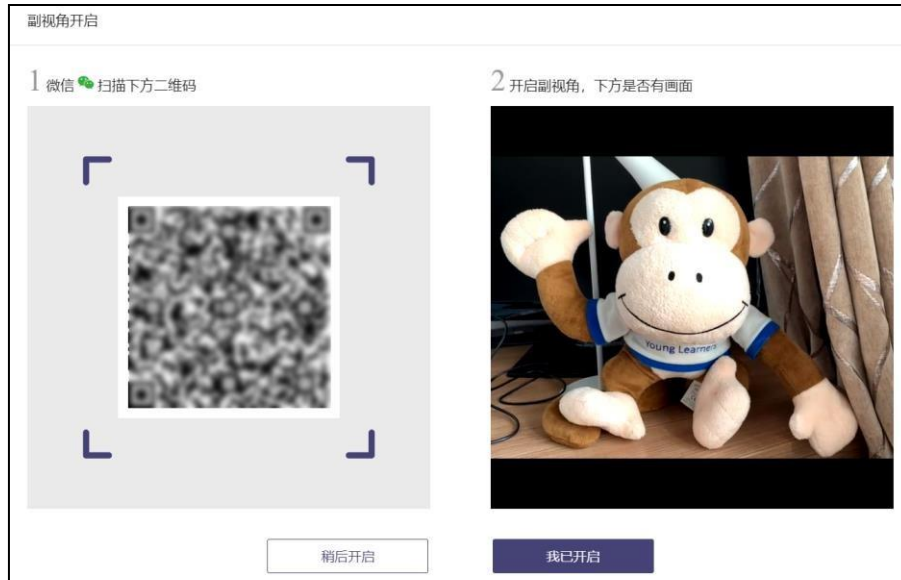 副视角开启
1 微信 扫描下方二维码
2 开启副视角，下方是否有画面
Young Learners
稍后开启
我已开启